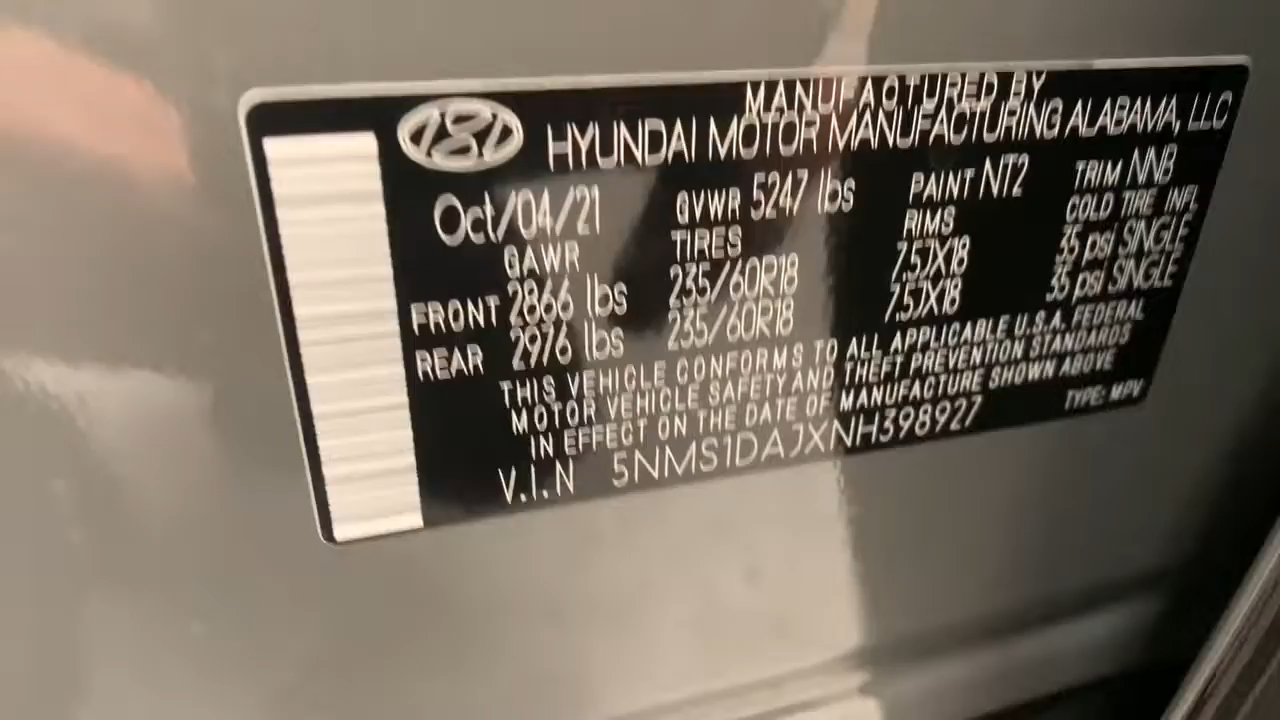 MANUFACTURED BY
HYUNDAI MOTOR MANUFACTURING ALABAMA, LLC
Oct/04/21 GVWR 5247 lbs PAINT NT2 TRIM NNB
GAWR TIRES RIMS COLD TIRE INFL
FRONT 2866 lbs 235/60R18 7.5JX18 35 psi SINGLE
REAR 2976 lbs 235/60R18 7.5JX18 35 psi SINGLE
THIS VEHICLE CONFORMS TO ALL APPLICABLE U.S.A. FEDERAL
MOTOR VEHICLE SAFETY AND THEFT PREVENTION STANDARDS
IN EFFECT ON THE DATE OF MANUFACTURE SHOWN ABOVE
V.I.N 5NMS1DAJXNH398927 TYPE: MPV